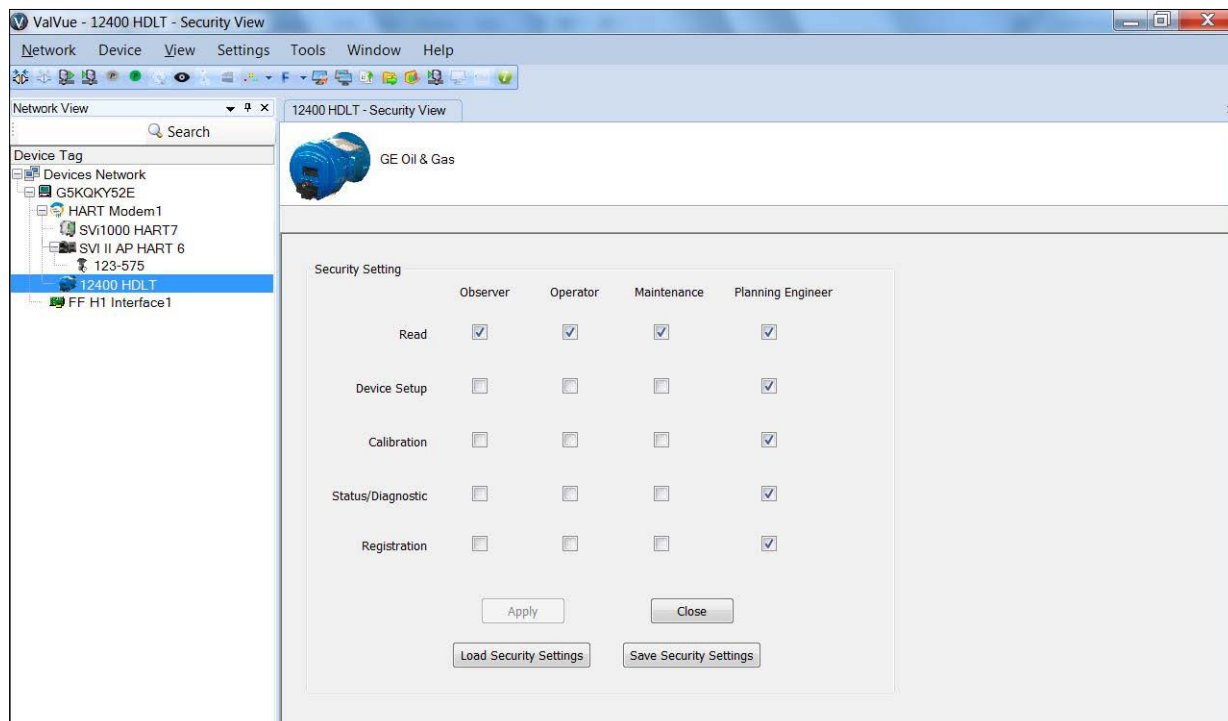 ValVue - 12400 HDLT - Security View
Network Device View Settings Tools Window Help
F
Network View
Search
Device Tag
Devices Network
G5KQKY52E
HART Modem1
SVi1000 HART7
SVI II AP HART 6
123-575
12400 HDLT
FF H1 Interface1
12400 HDLT - Security View
GE Oil & Gas
Security Setting
Observer Operator Maintenance Planning Engineer
Read
Device Setup
Calibration
Status/Diagnostic
Registration
Apply Close
Load Security Settings Save Security Settings